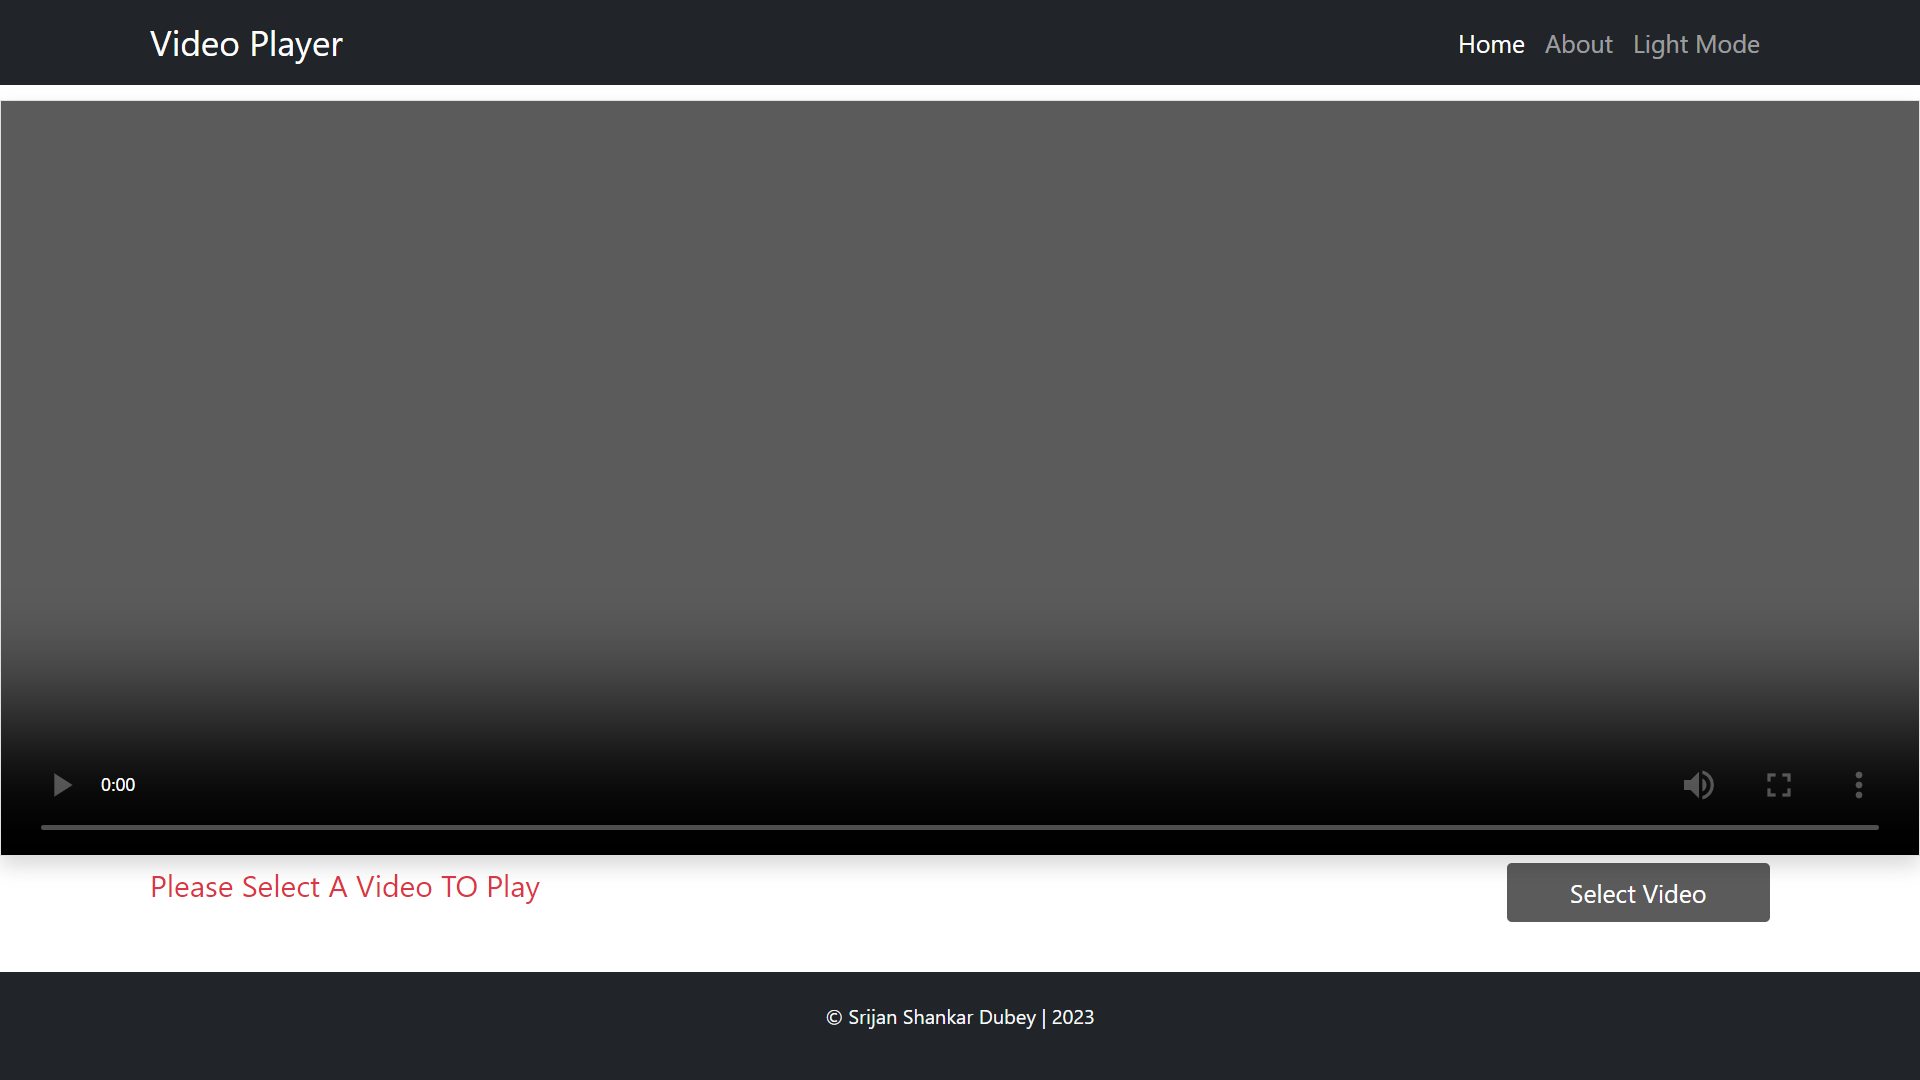 Video Player
Home About Light Mode
0:00
Please Select A Video TO Play
Select Video
© Srijan Shankar Dubey | 2023